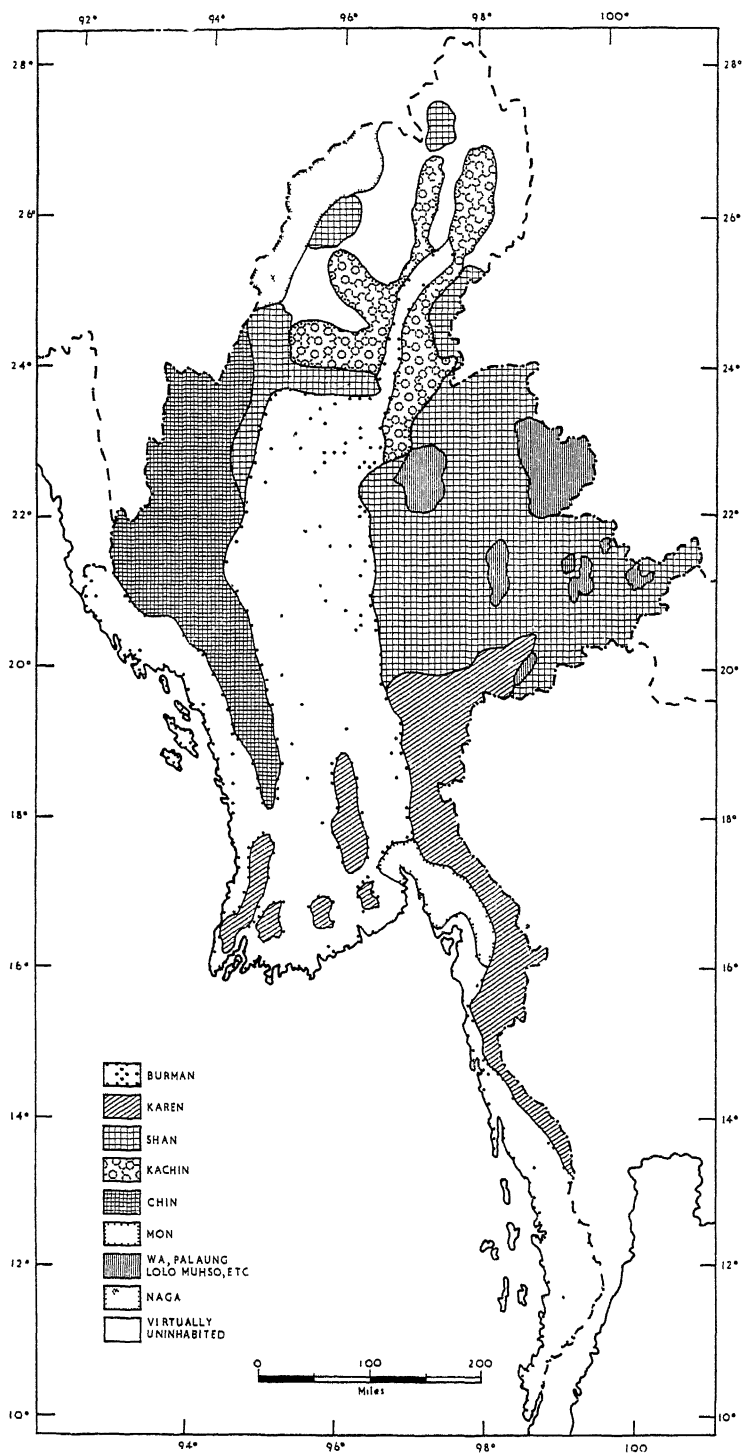 92°
94°
96°
98°
100°
28°
28°
26°
26°
24°
24°
22°
22°
20°
20°
18°
18°
16°
16°
14°
14°
12°
12°
10°
10°
BURMAN
KAREN
SHAN
KACHIN
CHIN
MON
WA, PALAUNG
LOLO MUHSO, ETC
NAGA
VIRTUALLY
UNINHABITED
0 100 200
Miles
94°
96°
98°
100